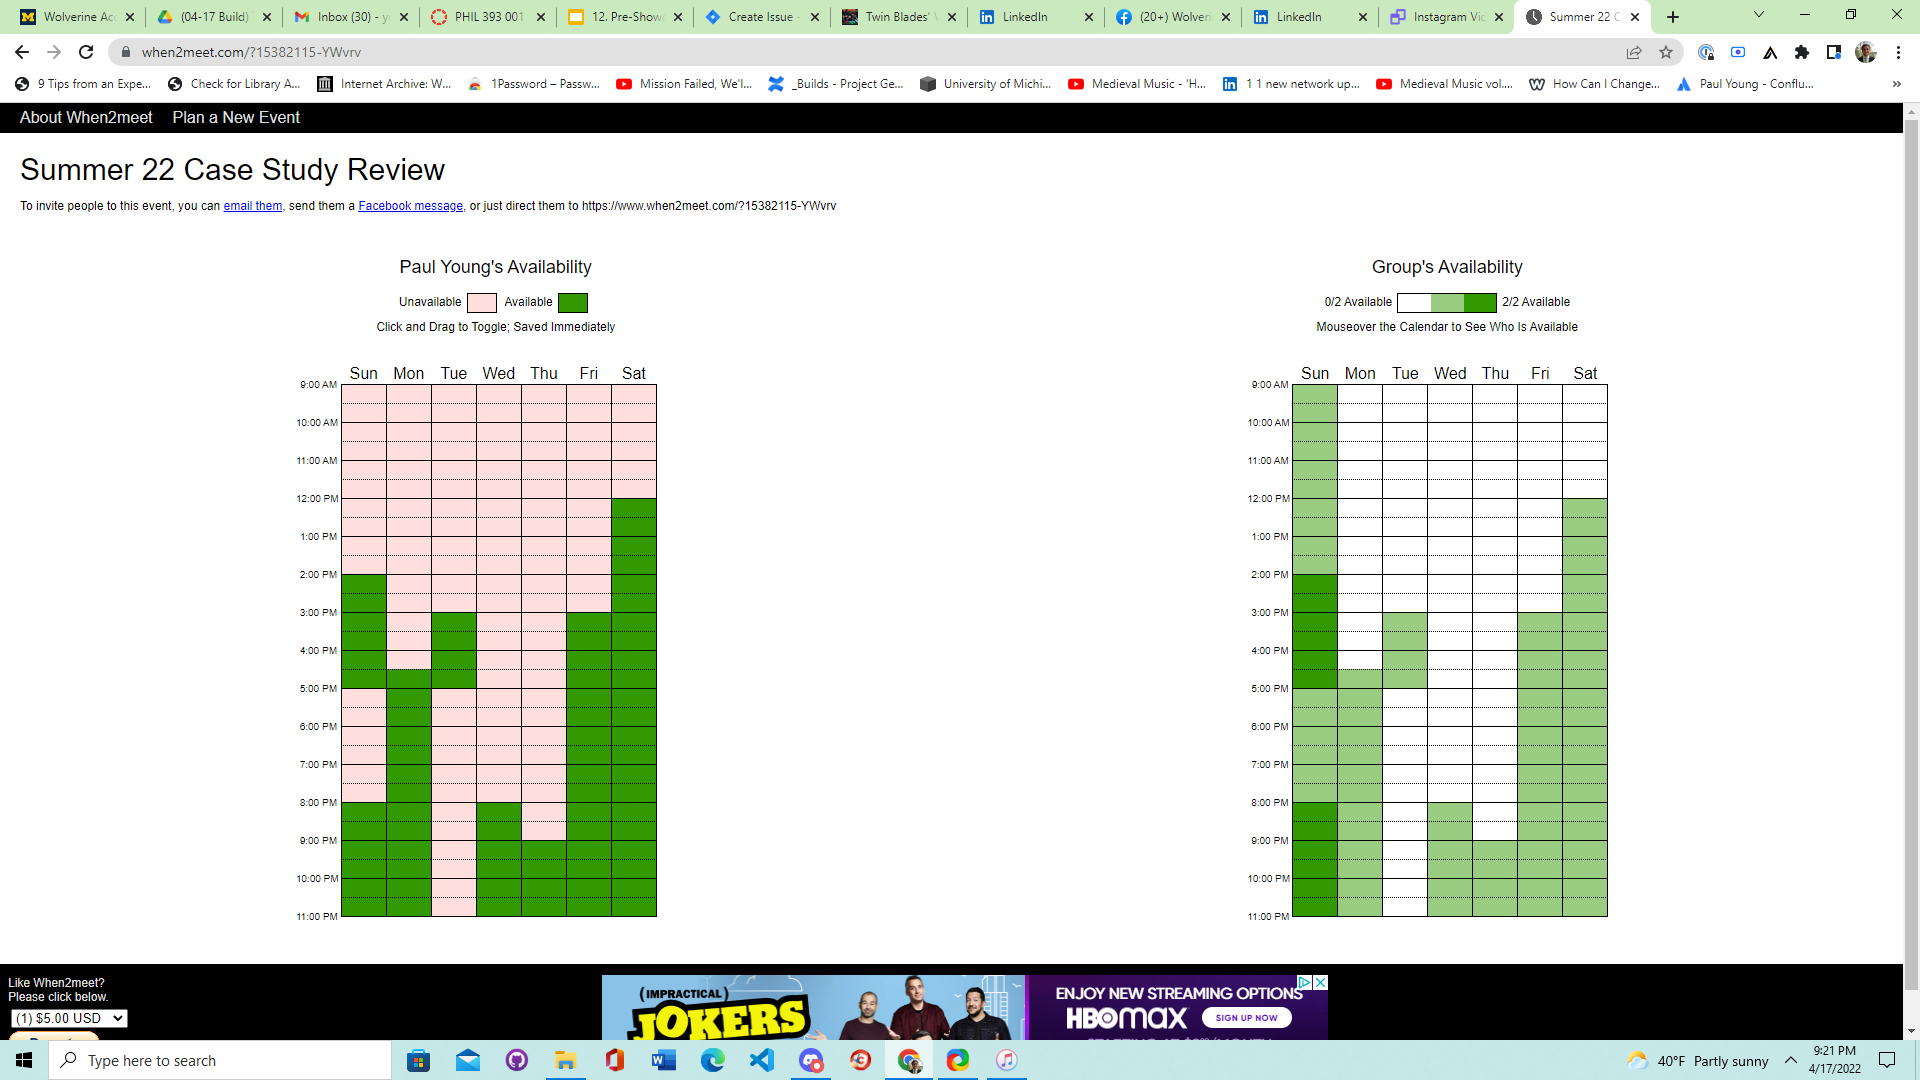 Wolverine Acc
(04-17 Build)
Inbox (30) - y
PHIL 393 001
12. Pre-Show
Create Issue -
Twin Blades'
LinkedIn
(20+) Wolveri
LinkedIn
Instagram Vid
Summer 22 C
when2meet.com/?15382115-YWvrv
9 Tips from an Expe...
Check for Library A...
Internet Archive: W...
1Password – Passw...
Mission Failed, We'l...
_Builds - Project Ge...
University of Michi...
Medieval Music - 'H...
1 1 new network up...
Medieval Music vol....
How Can I Change...
Paul Young - Conflu...
»
About When2meet Plan a New Event
Summer 22 Case Study Review
To invite people to this event, you can email them, send them a Facebook message, or just direct them to https://www.when2meet.com/?15382115-YWvrv
Paul Young's Availability
Unavailable Available
Click and Drag to Toggle; Saved Immediately
Sun Mon Tue Wed Thu Fri Sat
9:00 AM
10:00 AM
11:00 AM
12:00 PM
1:00 PM
2:00 PM
3:00 PM
4:00 PM
5:00 PM
6:00 PM
7:00 PM
8:00 PM
9:00 PM
10:00 PM
11:00 PM
Group's Availability
0/2 Available 2/2 Available
Mouseover the Calendar to See Who Is Available
Sun Mon Tue Wed Thu Fri Sat
9:00 AM
10:00 AM
11:00 AM
12:00 PM
1:00 PM
2:00 PM
3:00 PM
4:00 PM
5:00 PM
6:00 PM
7:00 PM
8:00 PM
9:00 PM
10:00 PM
11:00 PM
Like When2meet?
Please click below.
(1) $5.00 USD
(IMPRACTICAL)
JOKERS
ENJOY NEW STREAMING OPTIONS
HBOmax SIGN UP NOW
Type here to search
40°F Partly sunny
9:21 PM
4/17/2022